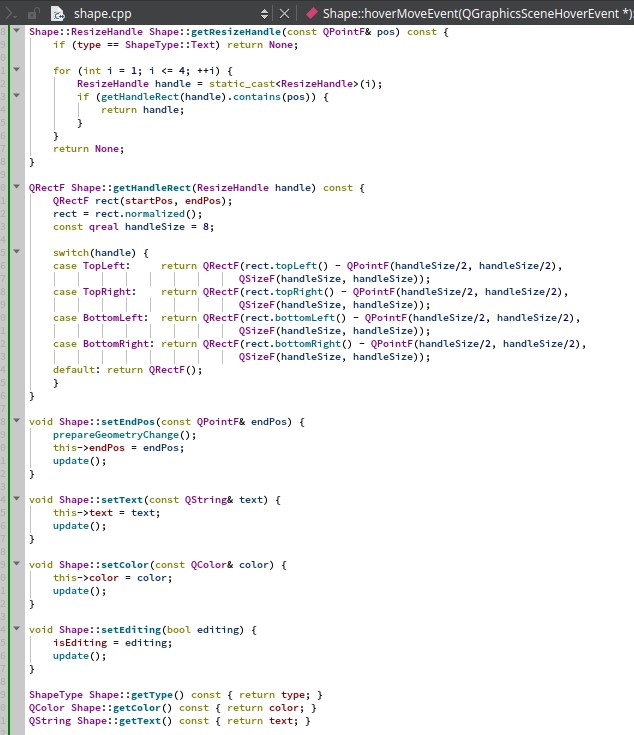 shape.cpp Shape::hoverMoveEvent(QGraphicsSceneHoverEvent *)
Shape::ResizeHandle Shape::getResizeHandle(const QPointF& pos) const {
    if (type == ShapeType::Text) return None;

    for (int i = 1; i <= 4; ++i) {
        ResizeHandle handle = static_cast<ResizeHandle>(i);
        if (getHandleRect(handle).contains(pos)) {
            return handle;
        }
    }
    return None;
}

QRectF Shape::getHandleRect(ResizeHandle handle) const {
    QRectF rect(startPos, endPos);
    rect = rect.normalized();
    const qreal handleSize = 8;

    switch(handle) {
    case TopLeft:     return QRectF(rect.topLeft() - QPointF(handleSize/2, handleSize/2),
                                   QSizeF(handleSize, handleSize));
    case TopRight:    return QRectF(rect.topRight() - QPointF(handleSize/2, handleSize/2),
                                   QSizeF(handleSize, handleSize));
    case BottomLeft:  return QRectF(rect.bottomLeft() - QPointF(handleSize/2, handleSize/2),
                                   QSizeF(handleSize, handleSize));
    case BottomRight: return QRectF(rect.bottomRight() - QPointF(handleSize/2, handleSize/2),
                                   QSizeF(handleSize, handleSize));
    default: return QRectF();
    }
}

void Shape::setEndPos(const QPointF& endPos) {
    prepareGeometryChange();
    this->endPos = endPos;
    update();
}

void Shape::setText(const QString& text) {
    this->text = text;
    update();
}

void Shape::setColor(const QColor& color) {
    this->color = color;
    update();
}

void Shape::setEditing(bool editing) {
    isEditing = editing;
    update();
}

ShapeType Shape::getType() const { return type; }
QColor Shape::getColor() const { return color; }
QString Shape::getText() const { return text; }